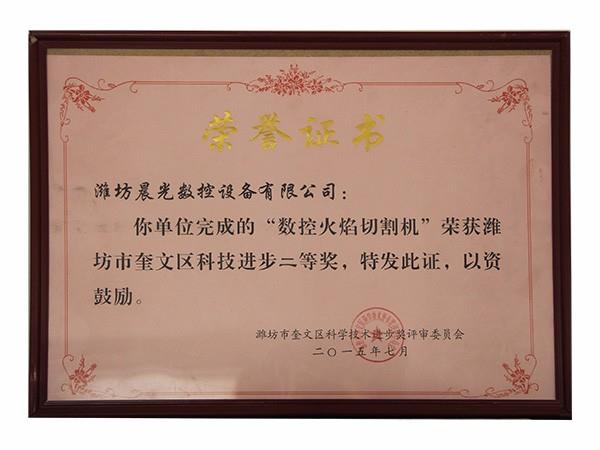 荣誉证书
潍坊晨光数控设备有限公司：
你单位完成的“数控火焰切割机”荣获潍
坊市奎文区科技进步二等奖，特发此证，以资
鼓励。
潍坊市奎文区科学技术进步奖评审委员会
二〇一五年七月